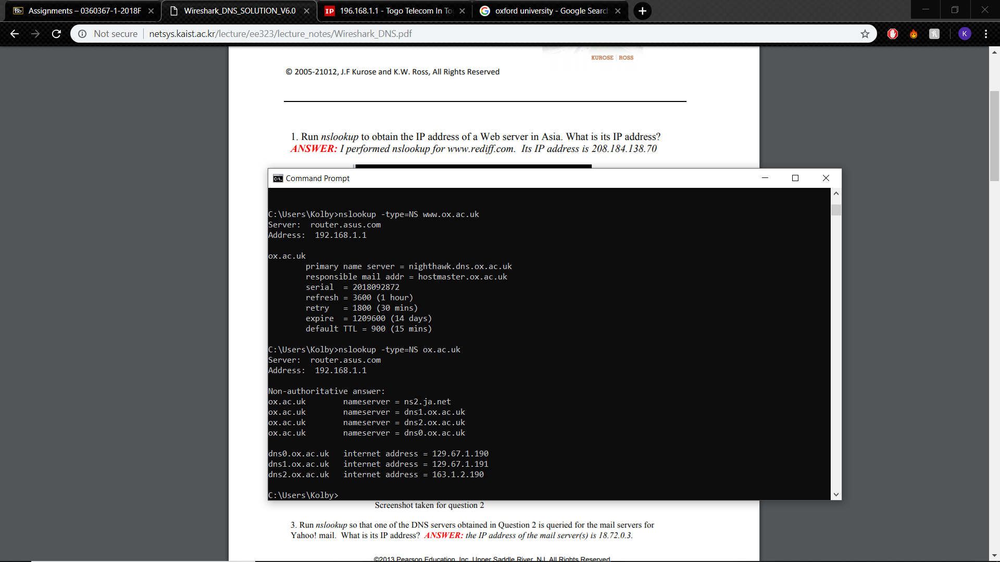 Assignments – 0360367-1-2018F
Wireshark_DNS_SOLUTION_V6.0
196.168.1.1 - Togo Telecom In To
oxford university - Google Search
Not secure
netsys.kaist.ac.kr/lecture/ee323/lecture_notes/Wireshark_DNS.pdf
K
KUROSE | ROSS
© 2005-21012, J.F Kurose and K.W. Ross, All Rights Reserved
1. Run nslookup to obtain the IP address of a Web server in Asia. What is its IP address?
ANSWER: I performed nslookup for www.rediff.com. Its IP address is 208.184.138.70
Command Prompt
C:\Users\Kolby>nslookup -type=NS www.ox.ac.uk
Server:  router.asus.com
Address:  192.168.1.1
ox.ac.uk
primary name server = nighthawk.dns.ox.ac.uk
responsible mail addr = hostmaster.ox.ac.uk
serial  = 2018092872
refresh = 3600 (1 hour)
retry   = 1800 (30 mins)
expire  = 1209600 (14 days)
default TTL = 900 (15 mins)
C:\Users\Kolby>nslookup -type=NS ox.ac.uk
Server:  router.asus.com
Address:  192.168.1.1
Non-authoritative answer:
ox.ac.uk        nameserver = ns2.ja.net
ox.ac.uk        nameserver = dns1.ox.ac.uk
ox.ac.uk        nameserver = dns2.ox.ac.uk
ox.ac.uk        nameserver = dns0.ox.ac.uk
dns0.ox.ac.uk   internet address = 129.67.1.190
dns1.ox.ac.uk   internet address = 129.67.1.191
dns2.ox.ac.uk   internet address = 163.1.2.190
C:\Users\Kolby>
Screenshot taken for question 2
3. Run nslookup so that one of the DNS servers obtained in Question 2 is queried for the mail servers for
Yahoo! mail. What is its IP address? ANSWER: the IP address of the mail server(s) is 18.72.0.3.
©2013 Pearson Education, Inc. Upper Saddle River, NJ. All Rights Reserved